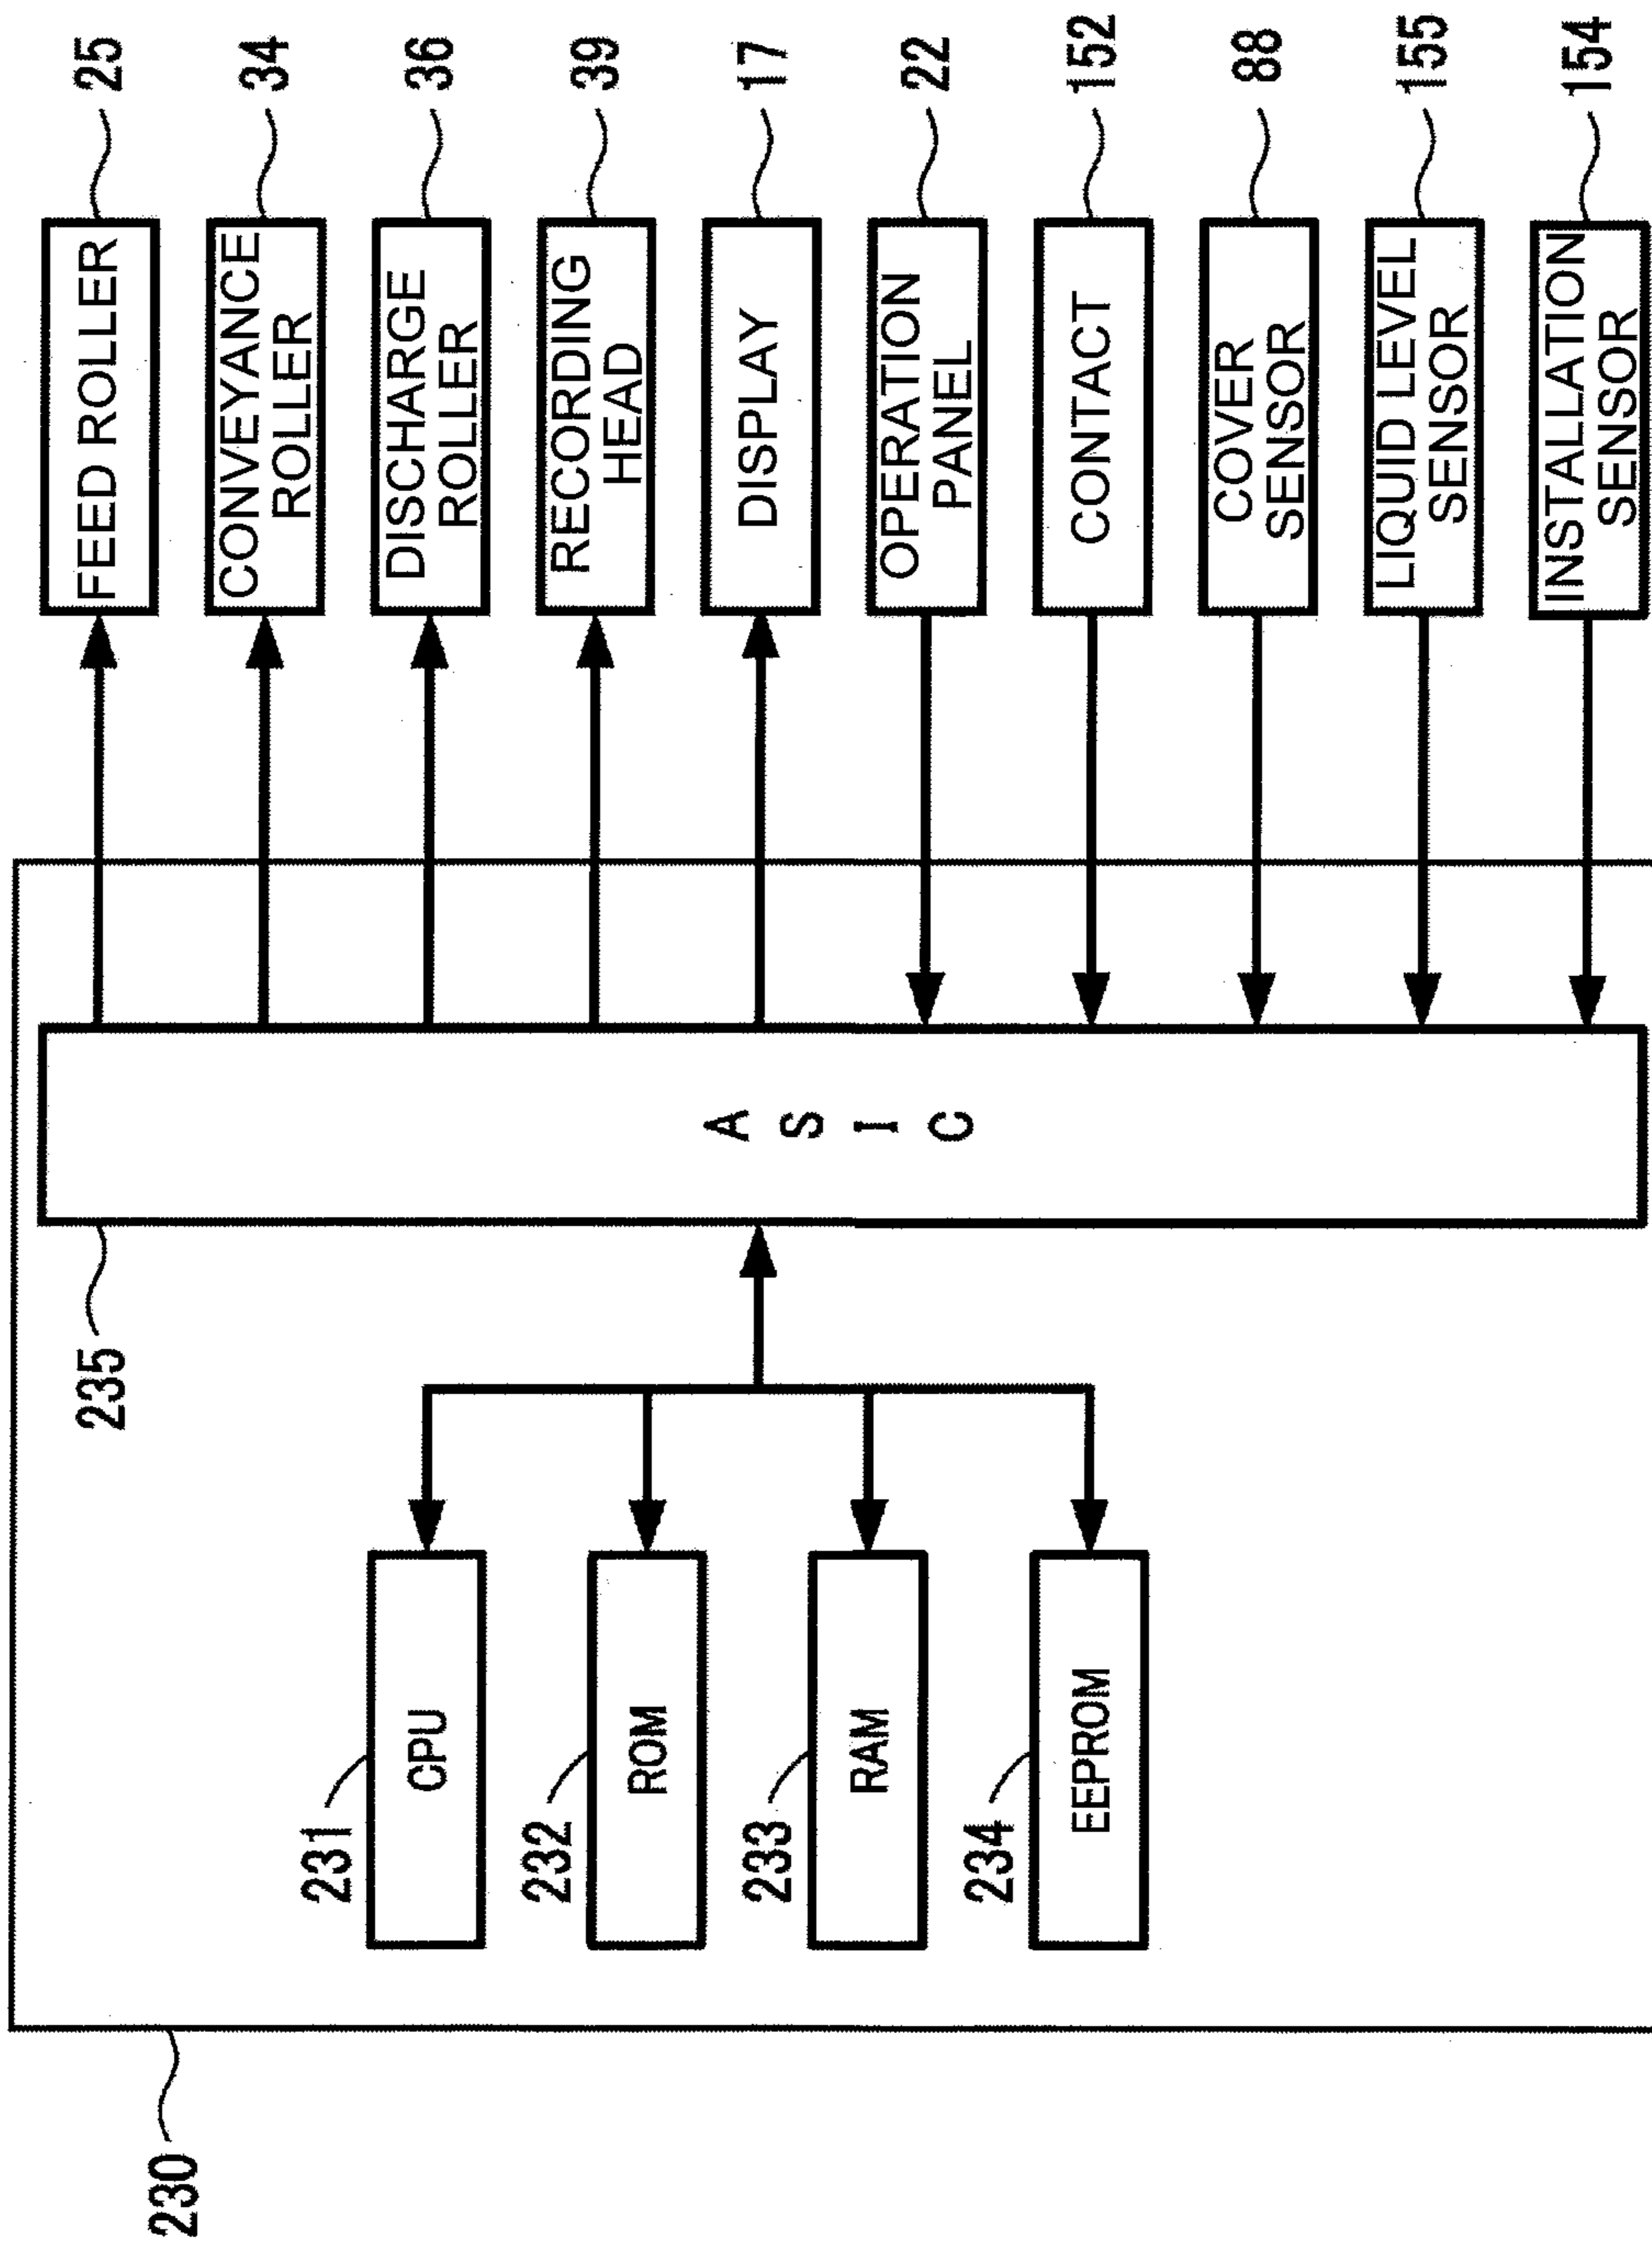 230
231
CPU
232
ROM
233
RAM
234
EEPROM
235
ASIC
FEED ROLLER
25
CONVEYANCE
ROLLER
34
DISCHARGE
ROLLER
36
RECORDING
HEAD
39
DISPLAY
17
OPERATION
PANEL
22
CONTACT
152
COVER
SENSOR
88
LIQUID LEVEL
SENSOR
155
INSTALLATION
SENSOR
154